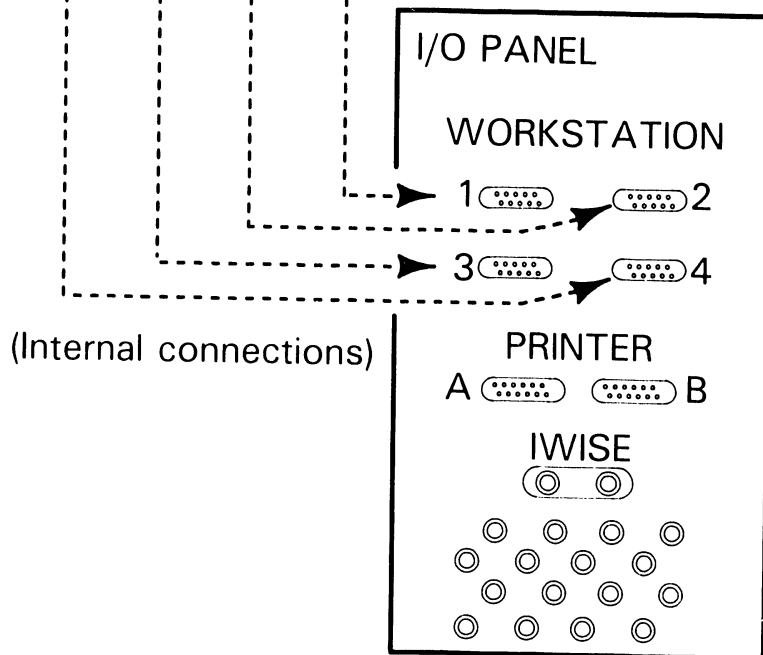 I/O PANEL
WORKSTATION
1 2
3 4
(Internal connections)
PRINTER
A B
IWISE